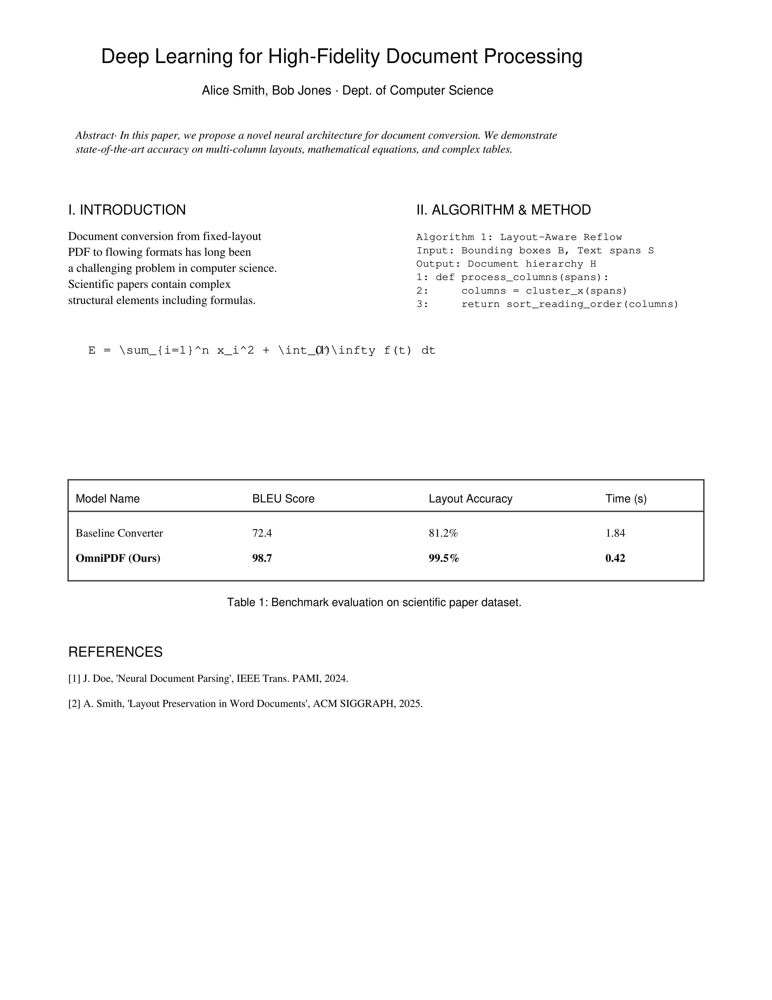 Deep Learning for High-Fidelity Document Processing
Alice Smith, Bob Jones · Dept. of Computer Science
Abstract· In this paper, we propose a novel neural architecture for document conversion. We demonstrate
state-of-the-art accuracy on multi-column layouts, mathematical equations, and complex tables.
I. INTRODUCTION
Document conversion from fixed-layout
PDF to flowing formats has long been
a challenging problem in computer science.
Scientific papers contain complex
structural elements including formulas.
E = \sum_{i=1}^n x_i^2 + \int_0^\infty f(t) dt
(1)
II. ALGORITHM & METHOD
Algorithm 1: Layout-Aware Reflow
Input: Bounding boxes B, Text spans S
Output: Document hierarchy H
1: def process_columns(spans):
2:     columns = cluster_x(spans)
3:     return sort_reading_order(columns)
Model Name BLEU Score Layout Accuracy Time (s)
Baseline Converter 72.4 81.2% 1.84
OmniPDF (Ours) 98.7 99.5% 0.42
Table 1: Benchmark evaluation on scientific paper dataset.
REFERENCES
[1] J. Doe, 'Neural Document Parsing', IEEE Trans. PAMI, 2024.
[2] A. Smith, 'Layout Preservation in Word Documents', ACM SIGGRAPH, 2025.